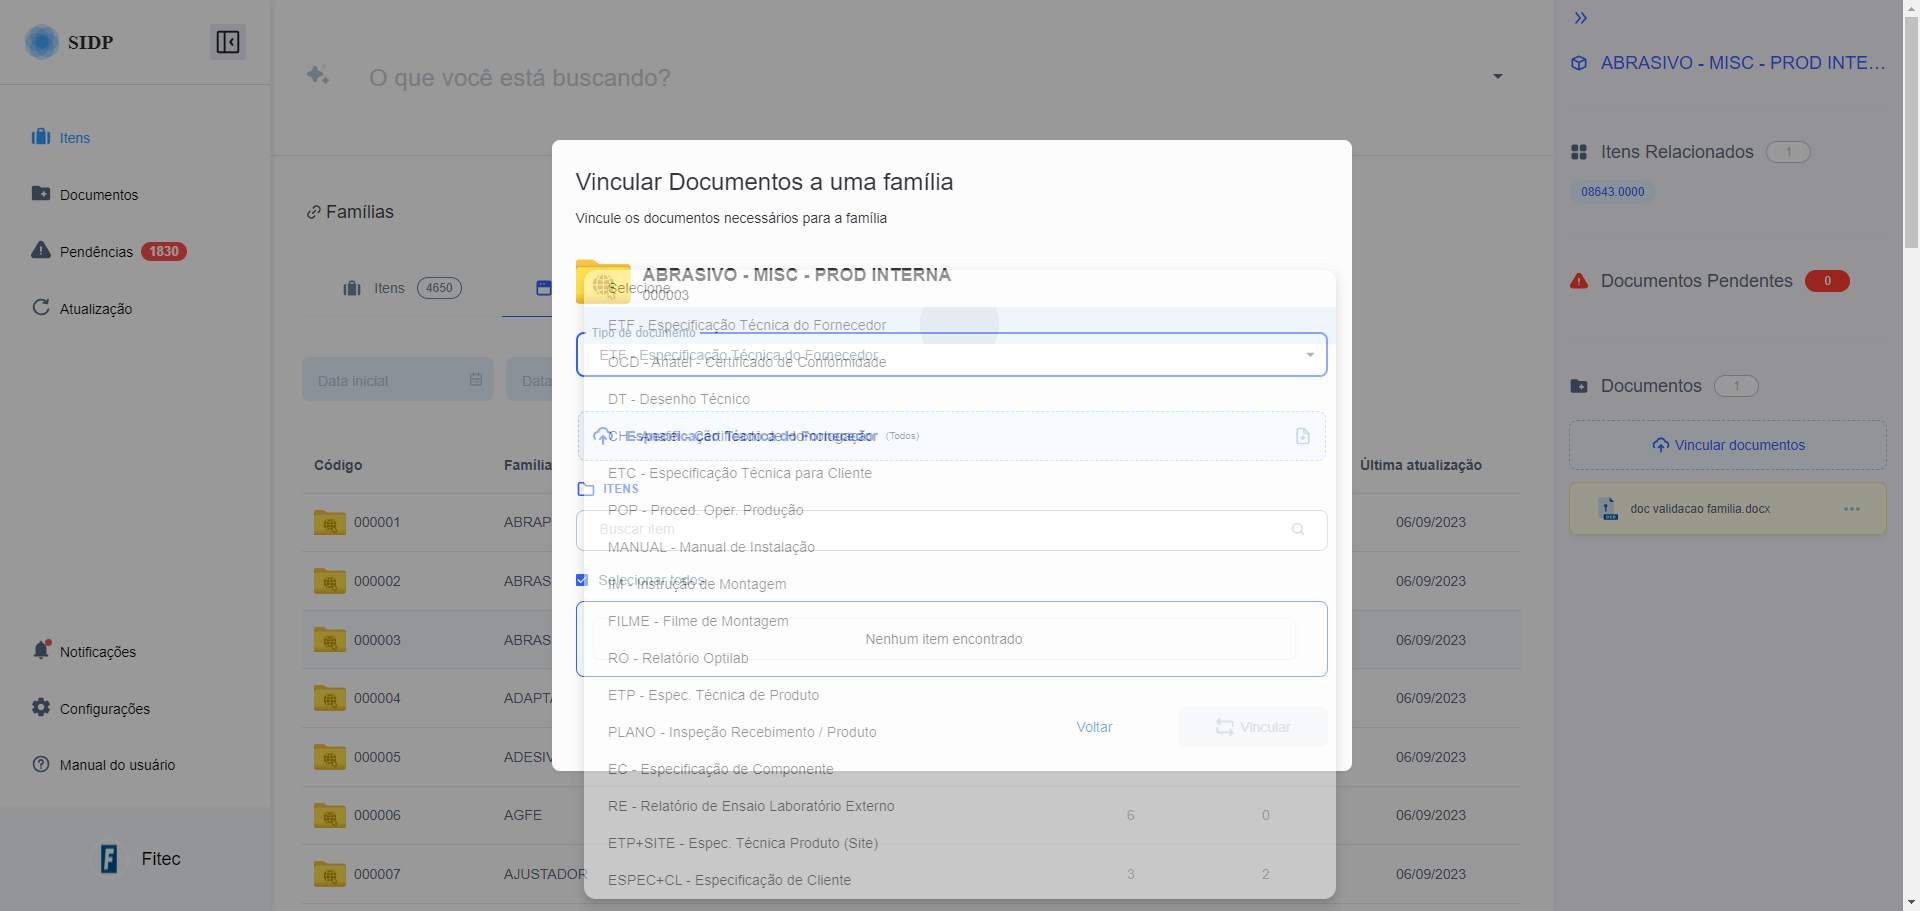 SIDP
Itens
Documentos
Pendências 1830
Atualização
Notificações
Configurações
Manual do usuário
Fitec
O que você está buscando?
Famílias
Itens 4650
Data inicial
Data
Código
Família
Última atualização
000001 ABRAP 06/09/2023
000002 ABRAS 06/09/2023
000003 ABRAS 06/09/2023
000004 ADAPTA 06/09/2023
000005 ADESIV 06/09/2023
000006 AGFE 6 0 06/09/2023
000007 AJUSTADOR 3 2 06/09/2023
Vincular Documentos a uma família
Vincule os documentos necessários para a família
ABRASIVO - MISC - PROD INTERNA
000003
Tipo de documento
ETF - Especificação Técnica do Fornecedor
Especificação Técnica do Fornecedor (Todos)
ITENS
Buscar item
Selecionar todos
Nenhum item encontrado
Voltar
Vincular
Selecione...
ETF - Especificação Técnica do Fornecedor
OCD - Anatel - Certificado de Conformidade
DT - Desenho Técnico
CH - Anatel - Certificado de Homologação
ETC - Especificação Técnica para Cliente
POP - Proced. Oper. Produção
MANUAL - Manual de Instalação
IM - Instrução de Montagem
FILME - Filme de Montagem
RO - Relatório Optilab
ETP - Espec. Técnica de Produto
PLANO - Inspeção Recebimento / Produto
EC - Especificação de Componente
RE - Relatório de Ensaio Laboratório Externo
ETP+SITE - Espec. Técnica Produto (Site)
ESPEC+CL - Especificação de Cliente
ABRASIVO - MISC - PROD INTE...
Itens Relacionados 1
08643.0000
Documentos Pendentes 0
Documentos 1
Vincular documentos
doc validacao familia.docx